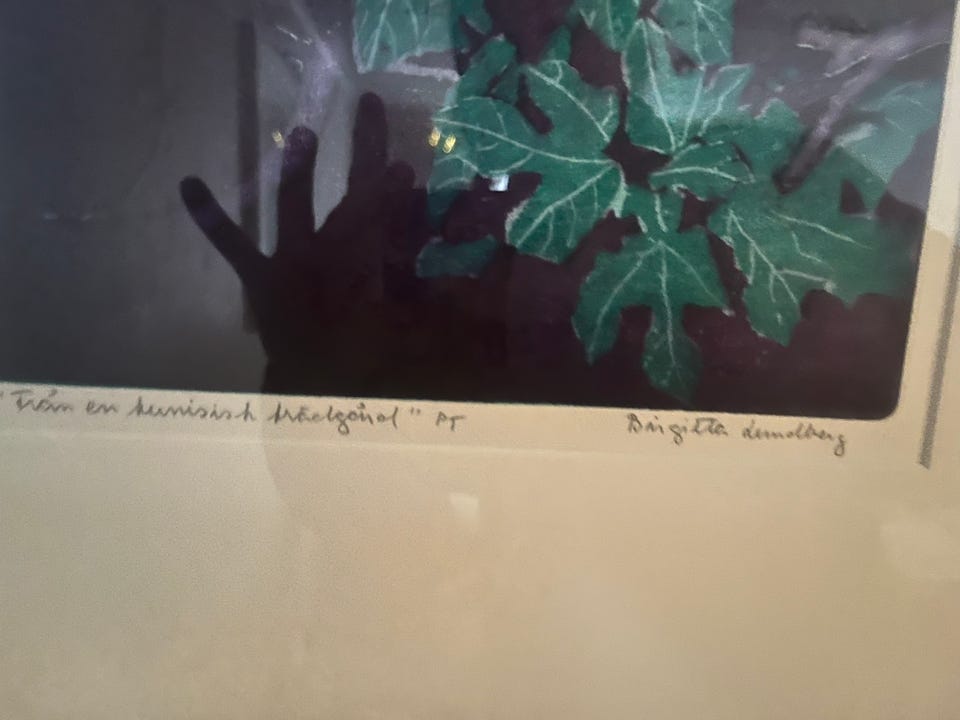 "Från en tunisisk trädgård" PT Birgitta Lundberg